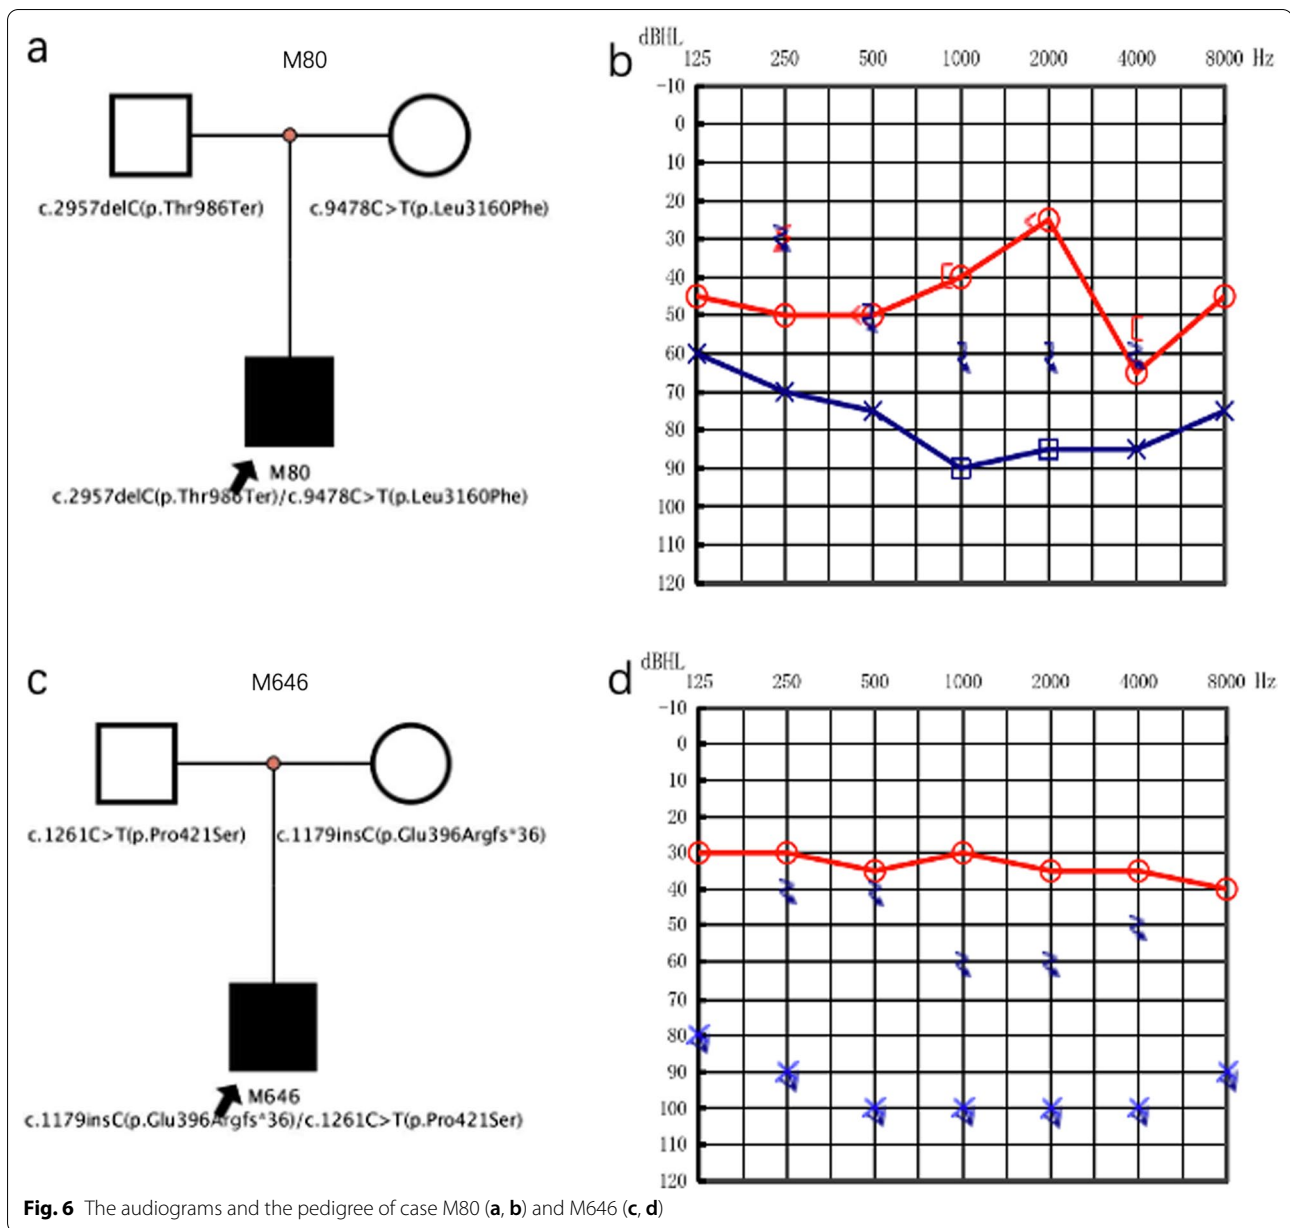 a
M80
c.2957delC(p.Thr986Ter)
c.9478C>T(p.Leu3160Phe)
M80
c.2957delC(p.Thr986Ter)/c.9478C>T(p.Leu3160Phe)
b
dBHL
125 250 500 1000 2000 4000 8000 Hz
-10
0
10
20
30
40
50
60
70
80
90
100
110
120
c
M646
c.1261C>T(p.Pro421Ser)
c.1179insC(p.Glu396Argfs*36)
M646
c.1179insC(p.Glu396Argfs*36)/c.1261C>T(p.Pro421Ser)
d
dBHL
125 250 500 1000 2000 4000 8000 Hz
-10
0
10
20
30
40
50
60
70
80
90
100
110
120
Fig. 6 The audiograms and the pedigree of case M80 (a, b) and M646 (c, d)